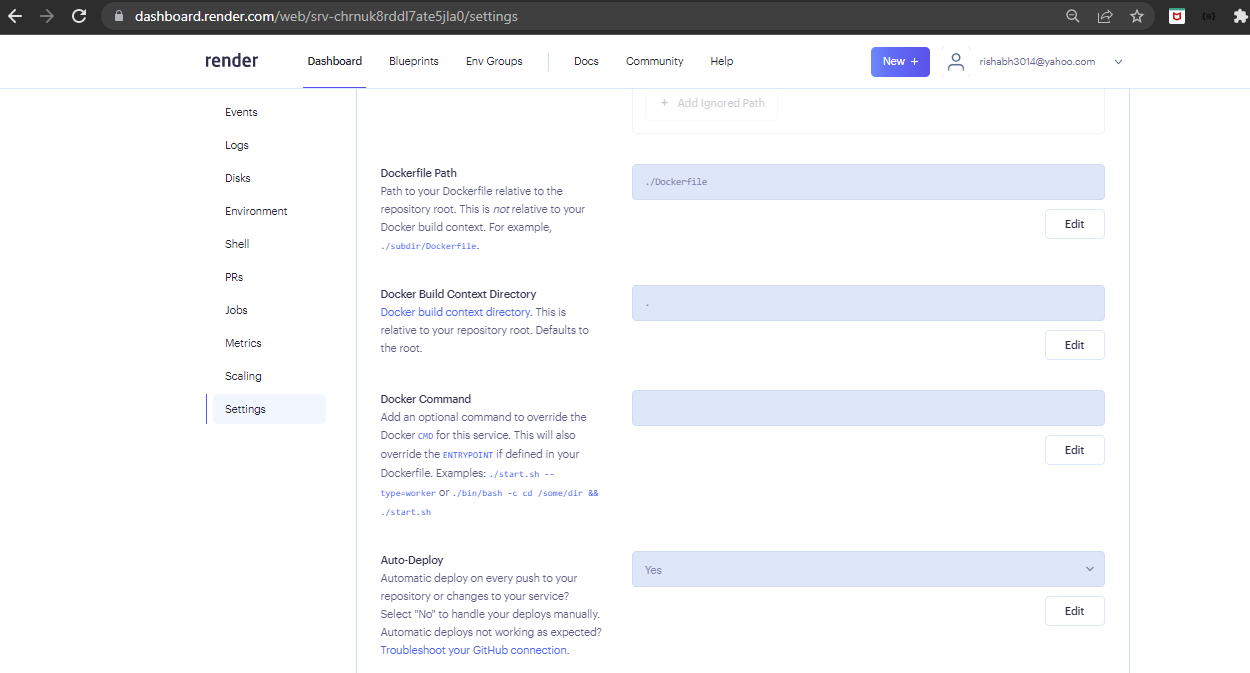 dashboard.render.com/web/srv-chrnuk8rddl7ate5jla0/settings
render
Dashboard
Blueprints
Env Groups
Docs
Community
Help
New +
rishabh3014@yahoo.com
Events
Logs
Disks
Environment
Shell
PRs
Jobs
Metrics
Scaling
Settings
+ Add Ignored Path
Dockerfile Path
Path to your Dockerfile relative to the
repository root. This is not relative to your
Docker build context. For example,
./subdir/Dockerfile.
./Dockerfile
Edit
Docker Build Context Directory
Docker build context directory. This is
relative to your repository root. Defaults to
the root.
.
Edit
Docker Command
Add an optional command to override the
Docker CMD for this service. This will also
override the ENTRYPOINT if defined in your
Dockerfile. Examples: ./start.sh --
type=worker or ./bin/bash -c cd /some/dir &&
./start.sh
Edit
Auto-Deploy
Automatic deploy on every push to your
repository or changes to your service?
Select "No" to handle your deploys manually.
Automatic deploys not working as expected?
Troubleshoot your GitHub connection.
Yes
Edit